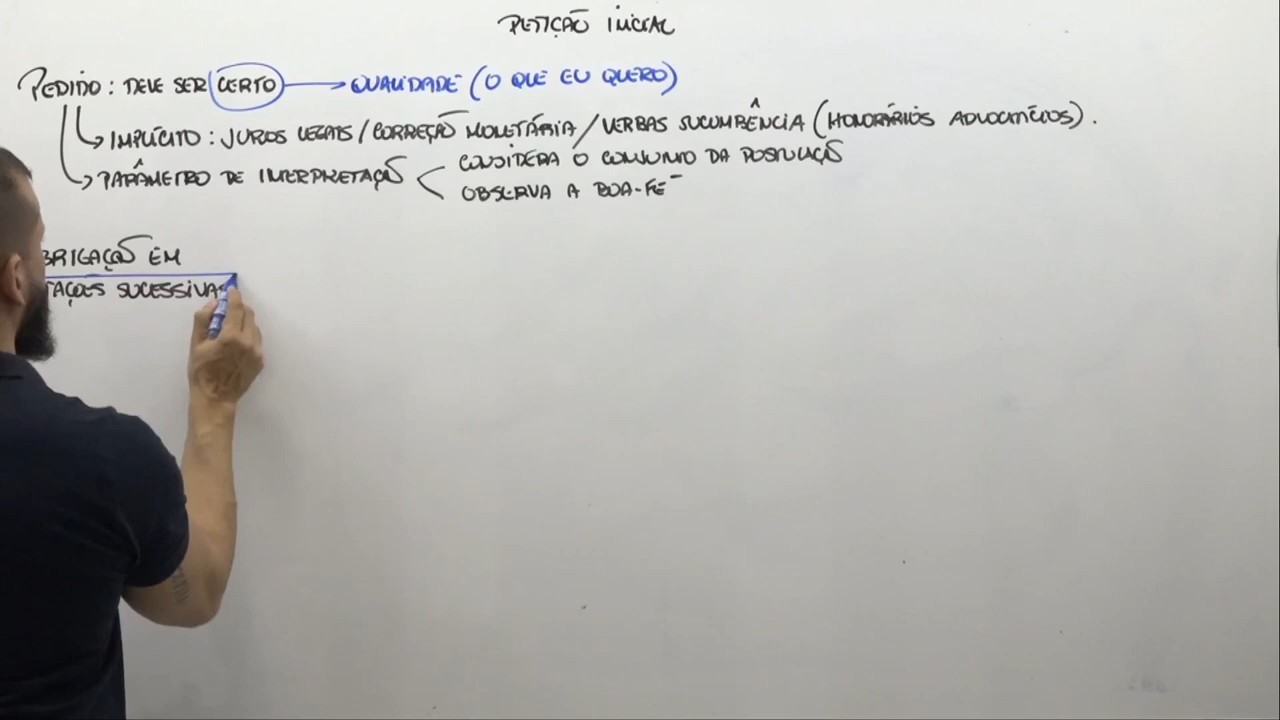 PETIÇÃO INICIAL
PEDIDO : DEVE SER CERTO QUALIDADE (O QUE EU QUERO)
IMPLÍCITO : JUROS LEGAIS / CORREÇÃO MONETÁRIA / VERBAS SUCUMBÊNCIA (HONORÁRIOS ADVOCATÍCIOS).
PARÂMETRO DE INTERPRETAÇÃO CONSIDERA O CONJUNTO DA POSTULAÇÃO
OBSERVA A BOA-FÉ
BRIGAÇÃO EM
TAÇÕES SUCESSIVAS